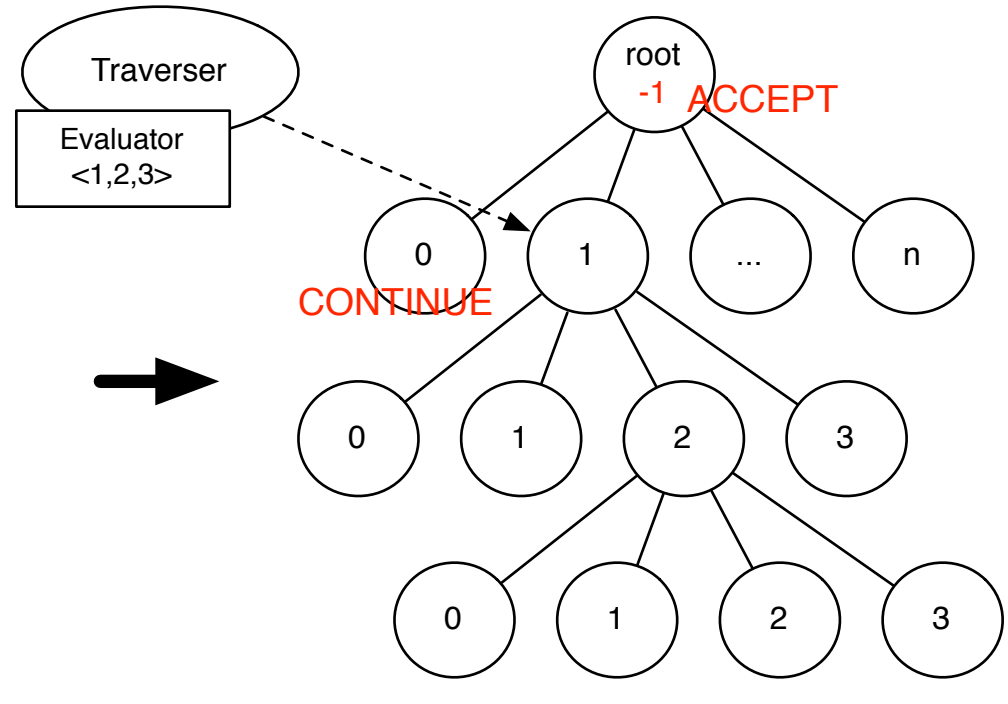 Traverser
Evaluator
<1,2,3>
root
-1
ACCEPT
0
1
...
n
CONTINUE
0
1
2
3
0
1
2
3